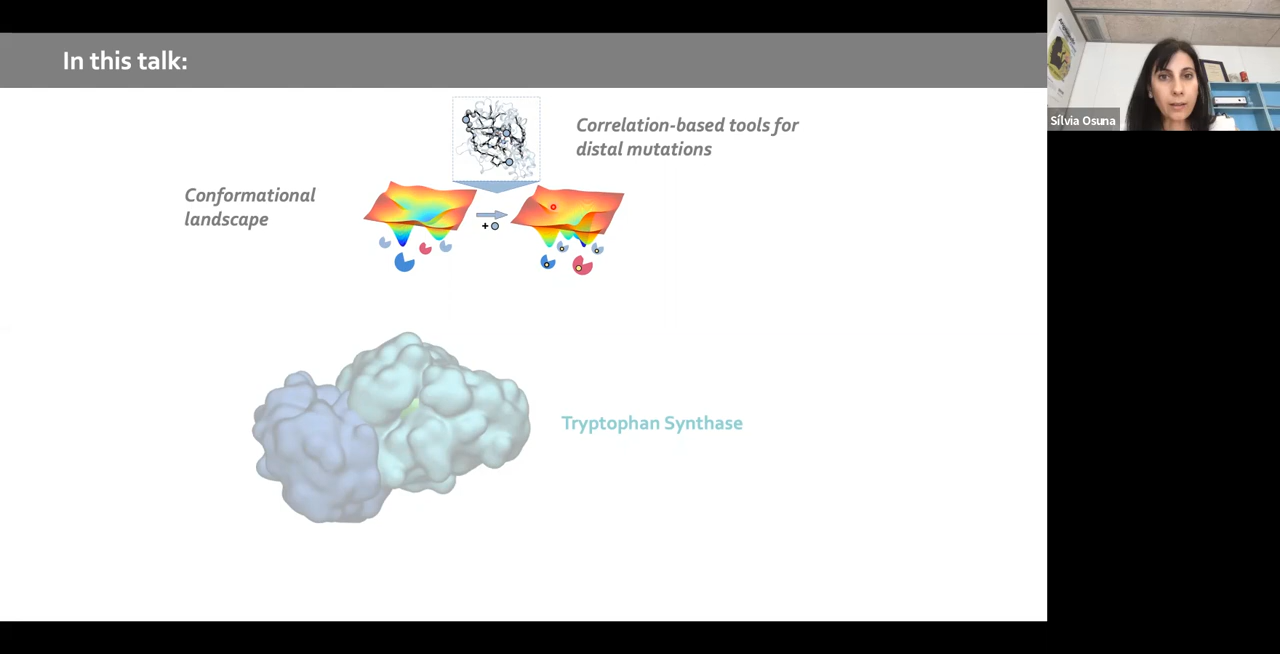 In this talk:
Correlation-based tools for
distal mutations
Conformational
landscape
+
Tryptophan Synthase
Sílvia Osuna